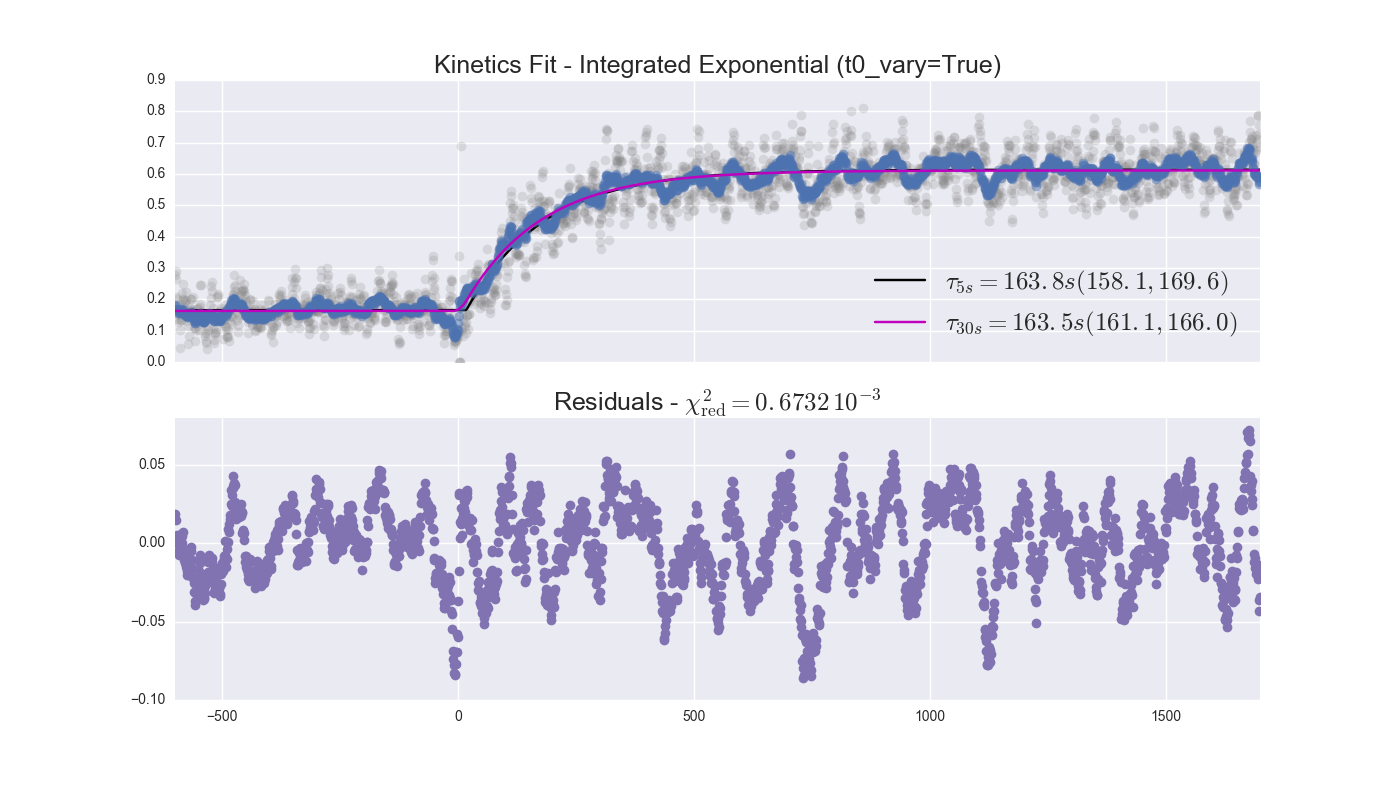 Kinetics Fit - Integrated Exponential (t0_vary=True)
0.9
0.8
0.7
0.6
0.5
0.4
0.3
0.2
0.1
0.0
τ5s = 163.8s(158.1, 169.6)
τ30s = 163.5s(161.1, 166.0)
Residuals - χ²red = 0.6732 10⁻³
0.05
0.00
−0.05
−0.10
−500 0 500 1000 1500